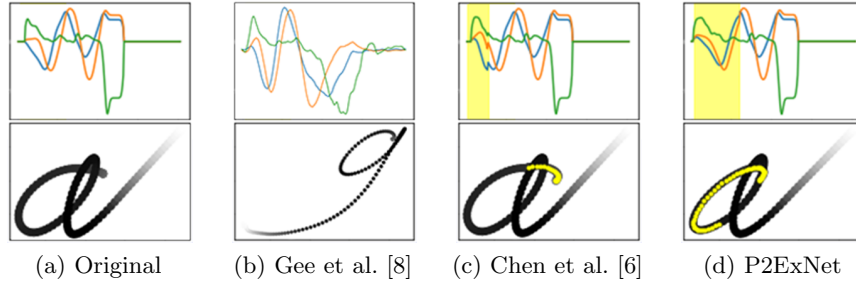 (a) Original (b) Gee et al. [8] (c) Chen et al. [6] (d) P2ExNet